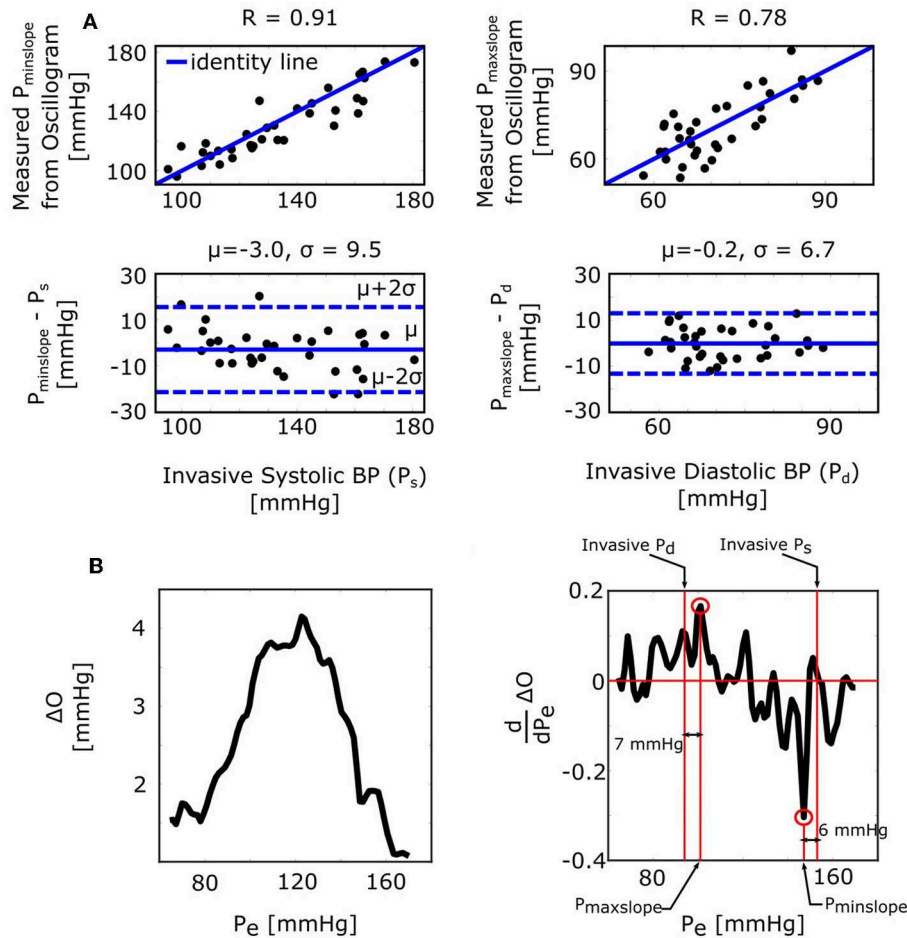 A
R = 0.91
Measured P_minslope
from Oscillogram
[mmHg]
180
140
100
identity line
100
140
180
R = 0.78
Measured P_maxslope
from Oscillogram
[mmHg]
90
60
60
90
μ=-3.0, σ = 9.5
P_minslope - P_s
[mmHg]
30
10
-10
-30
μ+2σ
μ
μ-2σ
100
140
180
Invasive Systolic BP (P_s)
[mmHg]
μ=-0.2, σ = 6.7
P_maxslope - P_d
[mmHg]
30
10
-10
-30
60
90
Invasive Diastolic BP (P_d)
[mmHg]
B
ΔO
[mmHg]
4
3
2
80
120
160
P_e [mmHg]
Invasive P_d
Invasive P_s
d
dP_e
ΔO
0.2
0
-0.2
-0.4
7 mmHg
6 mmHg
80
160
P_maxslope
P_e [mmHg]
P_minslope